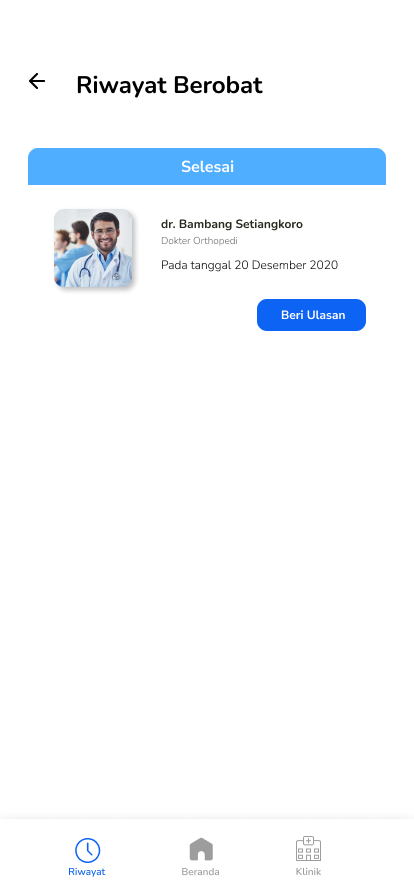 Riwayat Berobat
Selesai
dr. Bambang Setiangkoro
Dokter Orthopedi
Pada tanggal 20 Desember 2020
Beri Ulasan
Riwayat
Beranda
Klinik